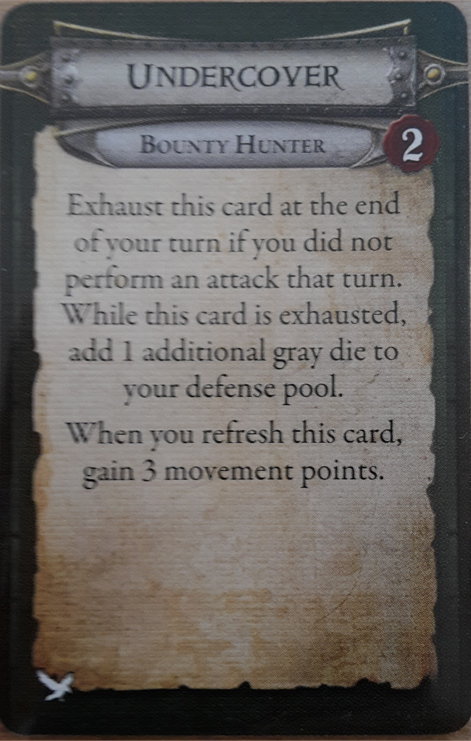 UNDERCOVER
BOUNTY HUNTER
2
Exhaust this card at the end
of your turn if you did not
perform an attack that turn.
While this card is exhausted,
add 1 additional gray die to
your defense pool.
When you refresh this card,
gain 3 movement points.